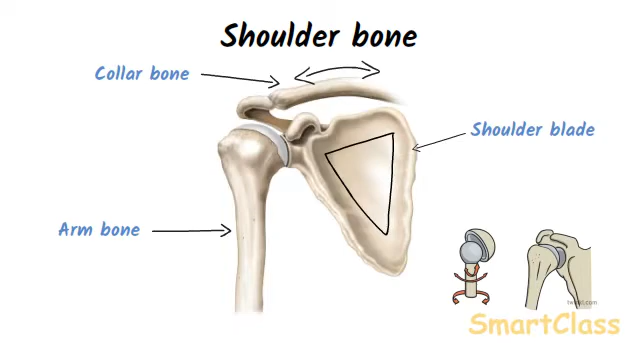 Shoulder bone
Collar bone
Shoulder blade
Arm bone
SmartClass